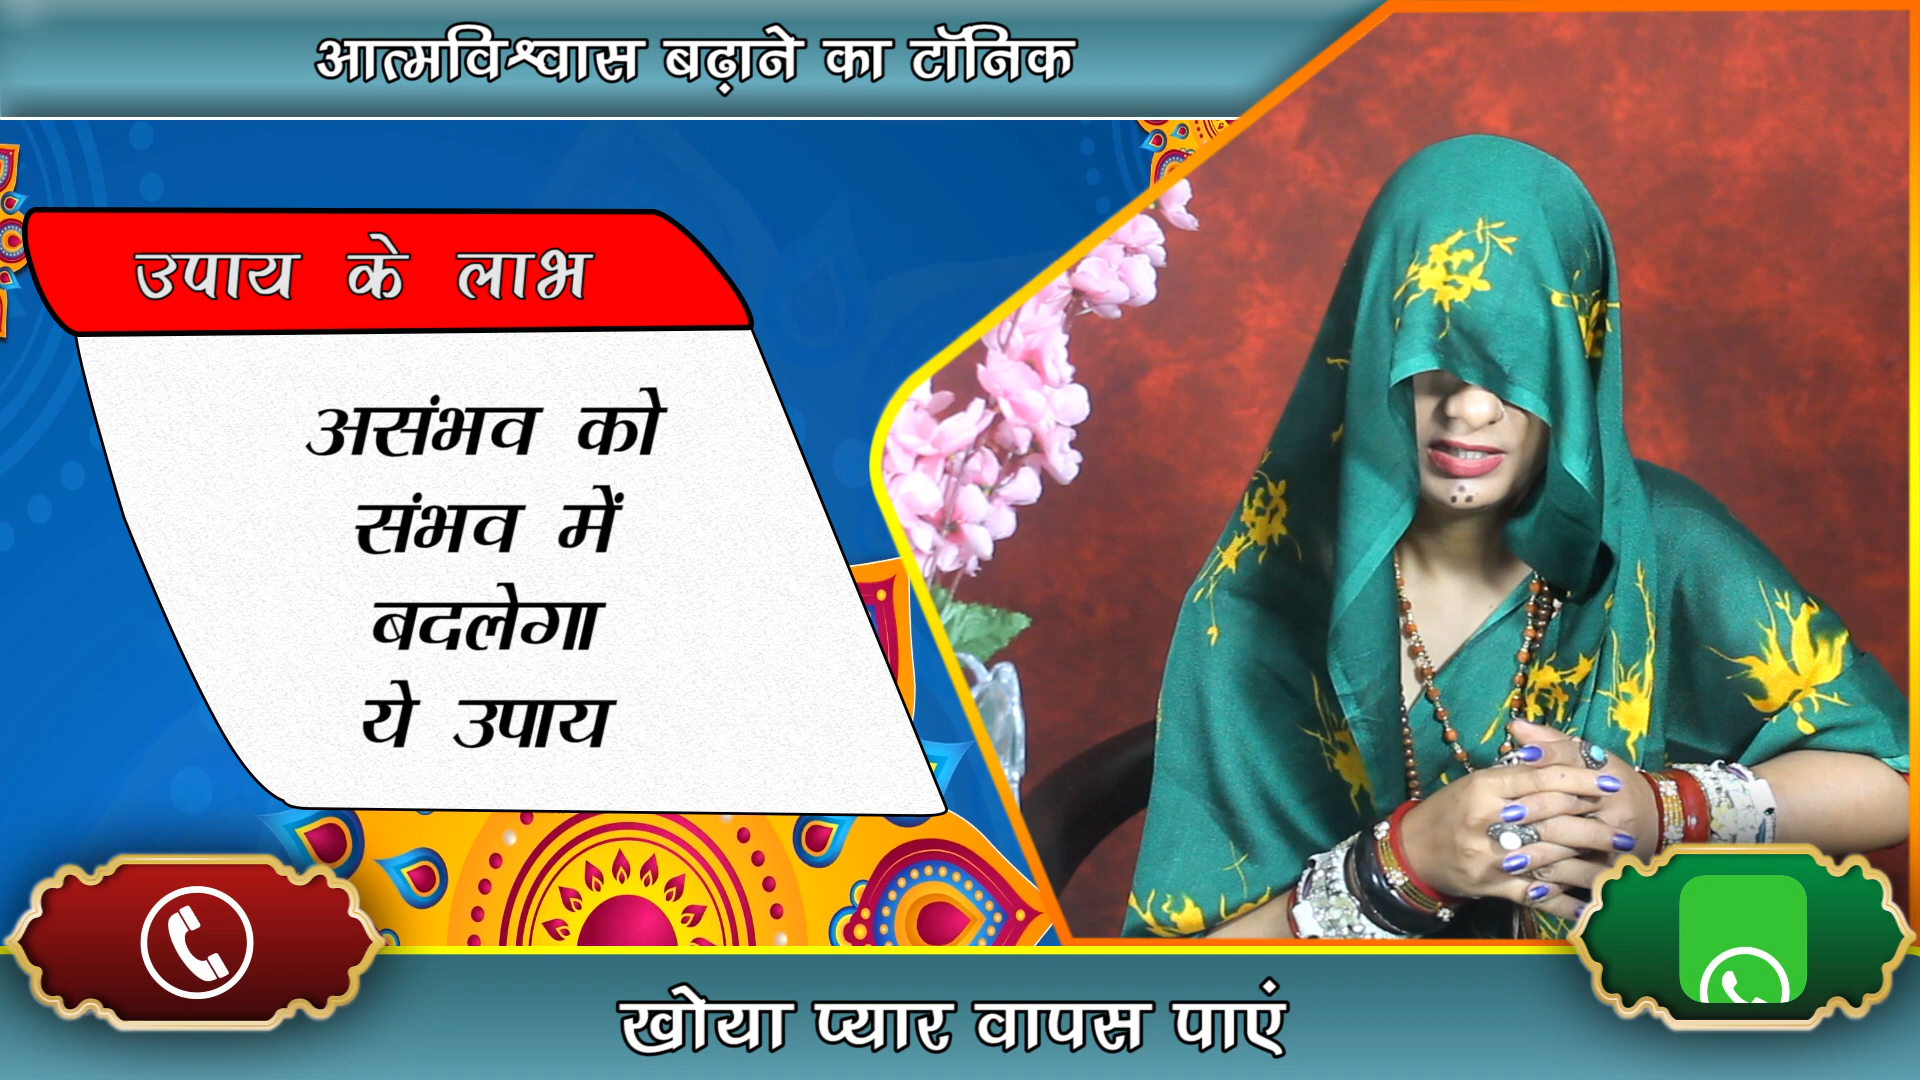 आत्मविश्वास बढ़ाने का टॉनिक
उपाय के लाभ
असंभव को
संभव में
बदलेगा
ये उपाय
खोया प्यार वापस पाएं